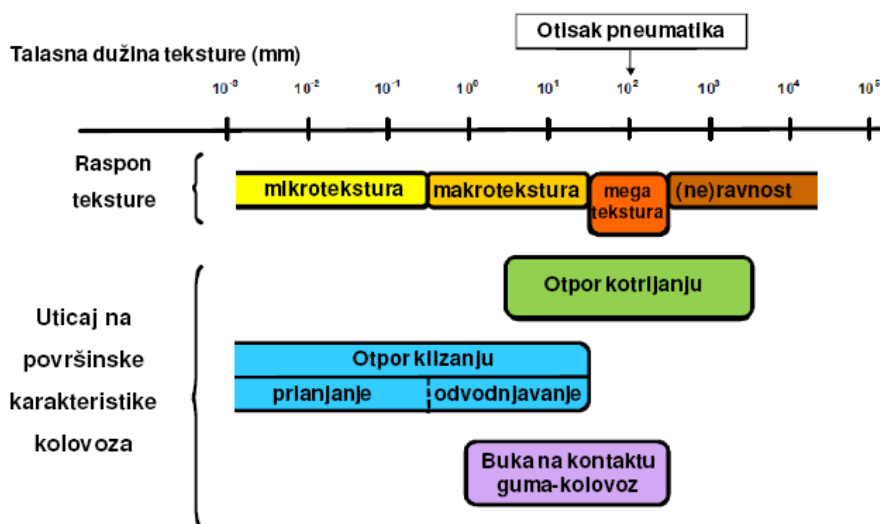 Otisak pneumatika
Talasna dužina teksture (mm)
10⁻³ 10⁻² 10⁻¹ 10⁰ 10¹ 10² 10³ 10⁴ 10⁵
Raspon
teksture
mikrotekstura
makrotekstura
mega
tekstura
(ne)ravnost
Otpor kotrljanju
Uticaj na
površinske
karakteristike
kolovoza
Otpor klizanju
prianjanje
odvodnjavanje
Buka na kontaktu
guma-kolovoz